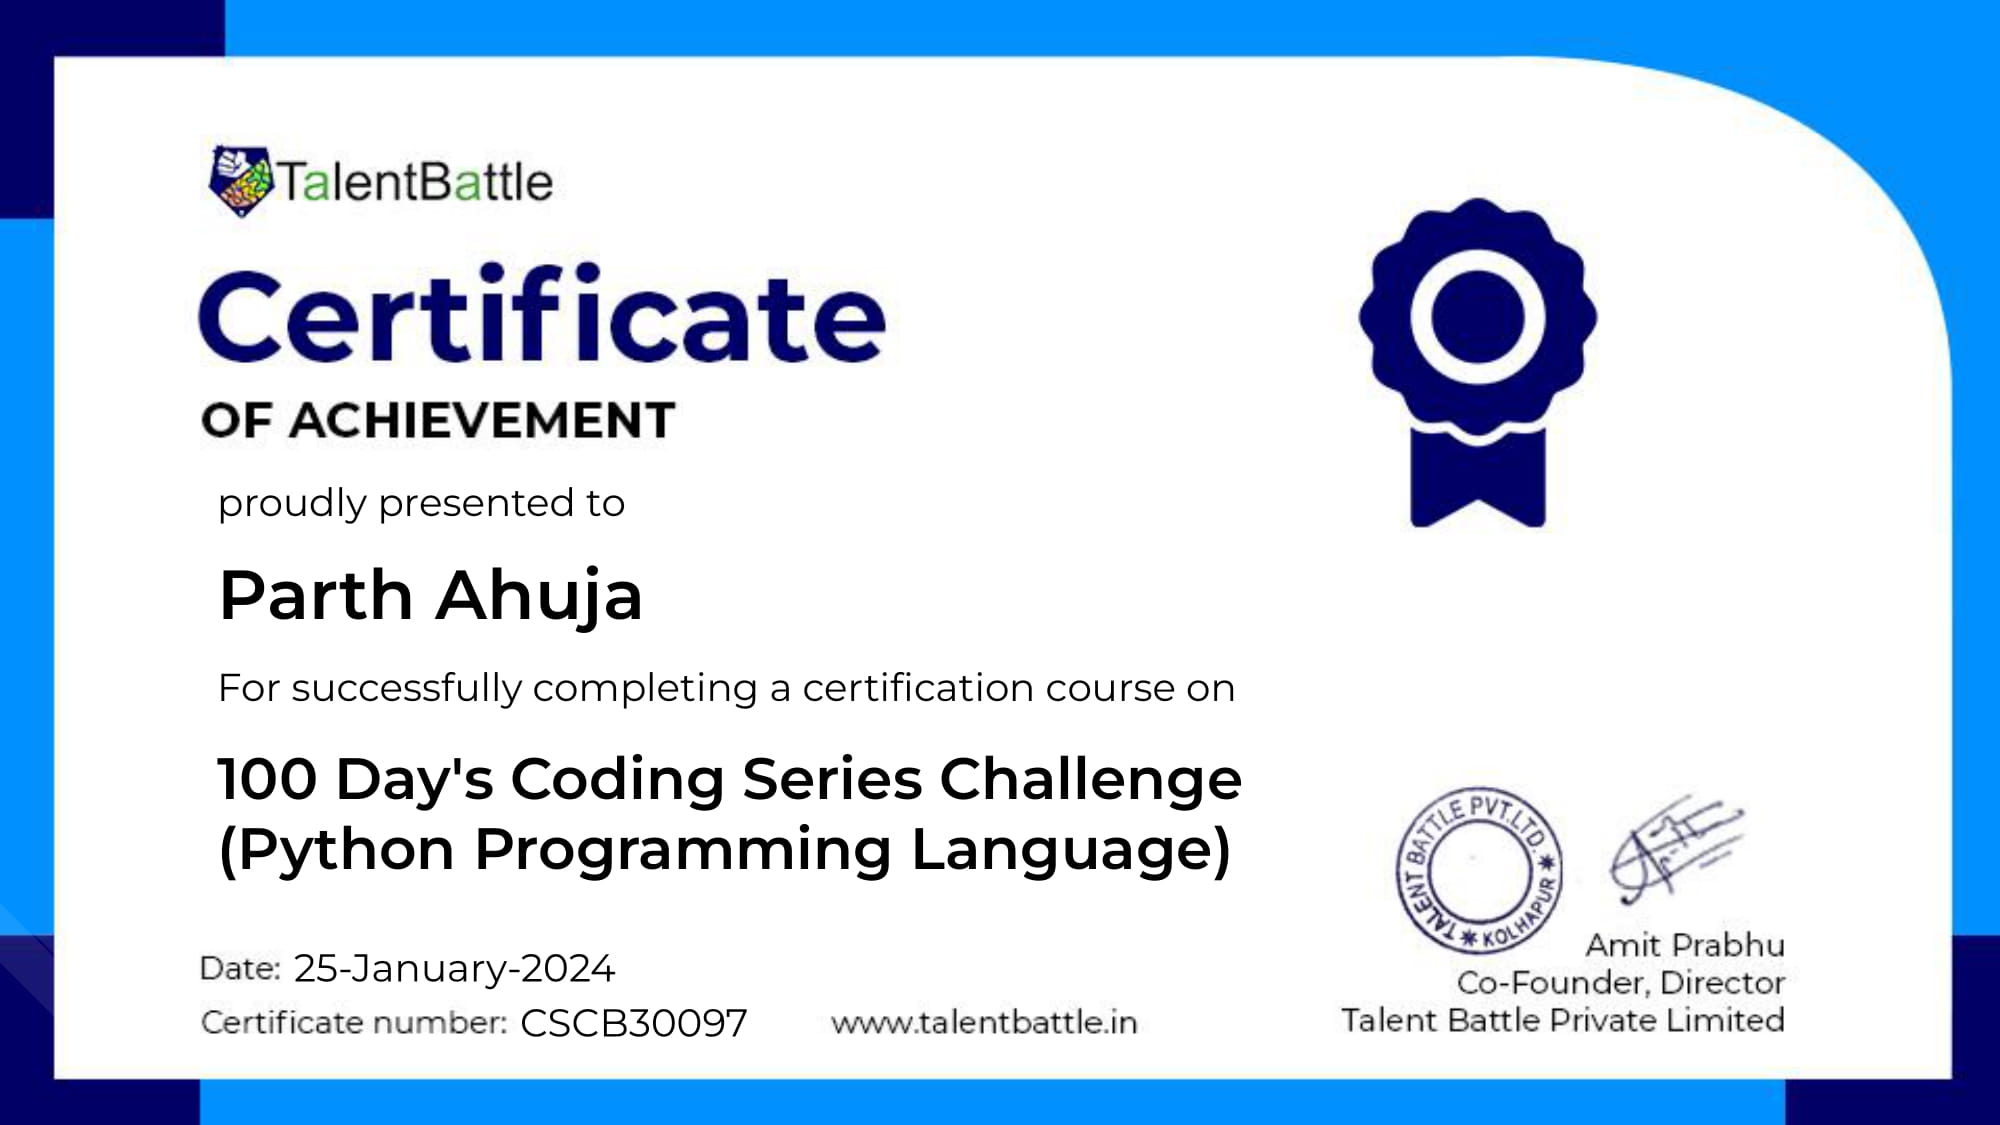 TalentBattle
Certificate
OF ACHIEVEMENT
proudly presented to
Parth Ahuja
For successfully completing a certification course on
100 Day's Coding Series Challenge
(Python Programming Language)
TALENT BATTLE PVT.LTD. * KOLHAPUR *
Amit Prabhu
Co-Founder, Director
Talent Battle Private Limited
Date: 25-January-2024
Certificate number: CSCB30097
www.talentbattle.in